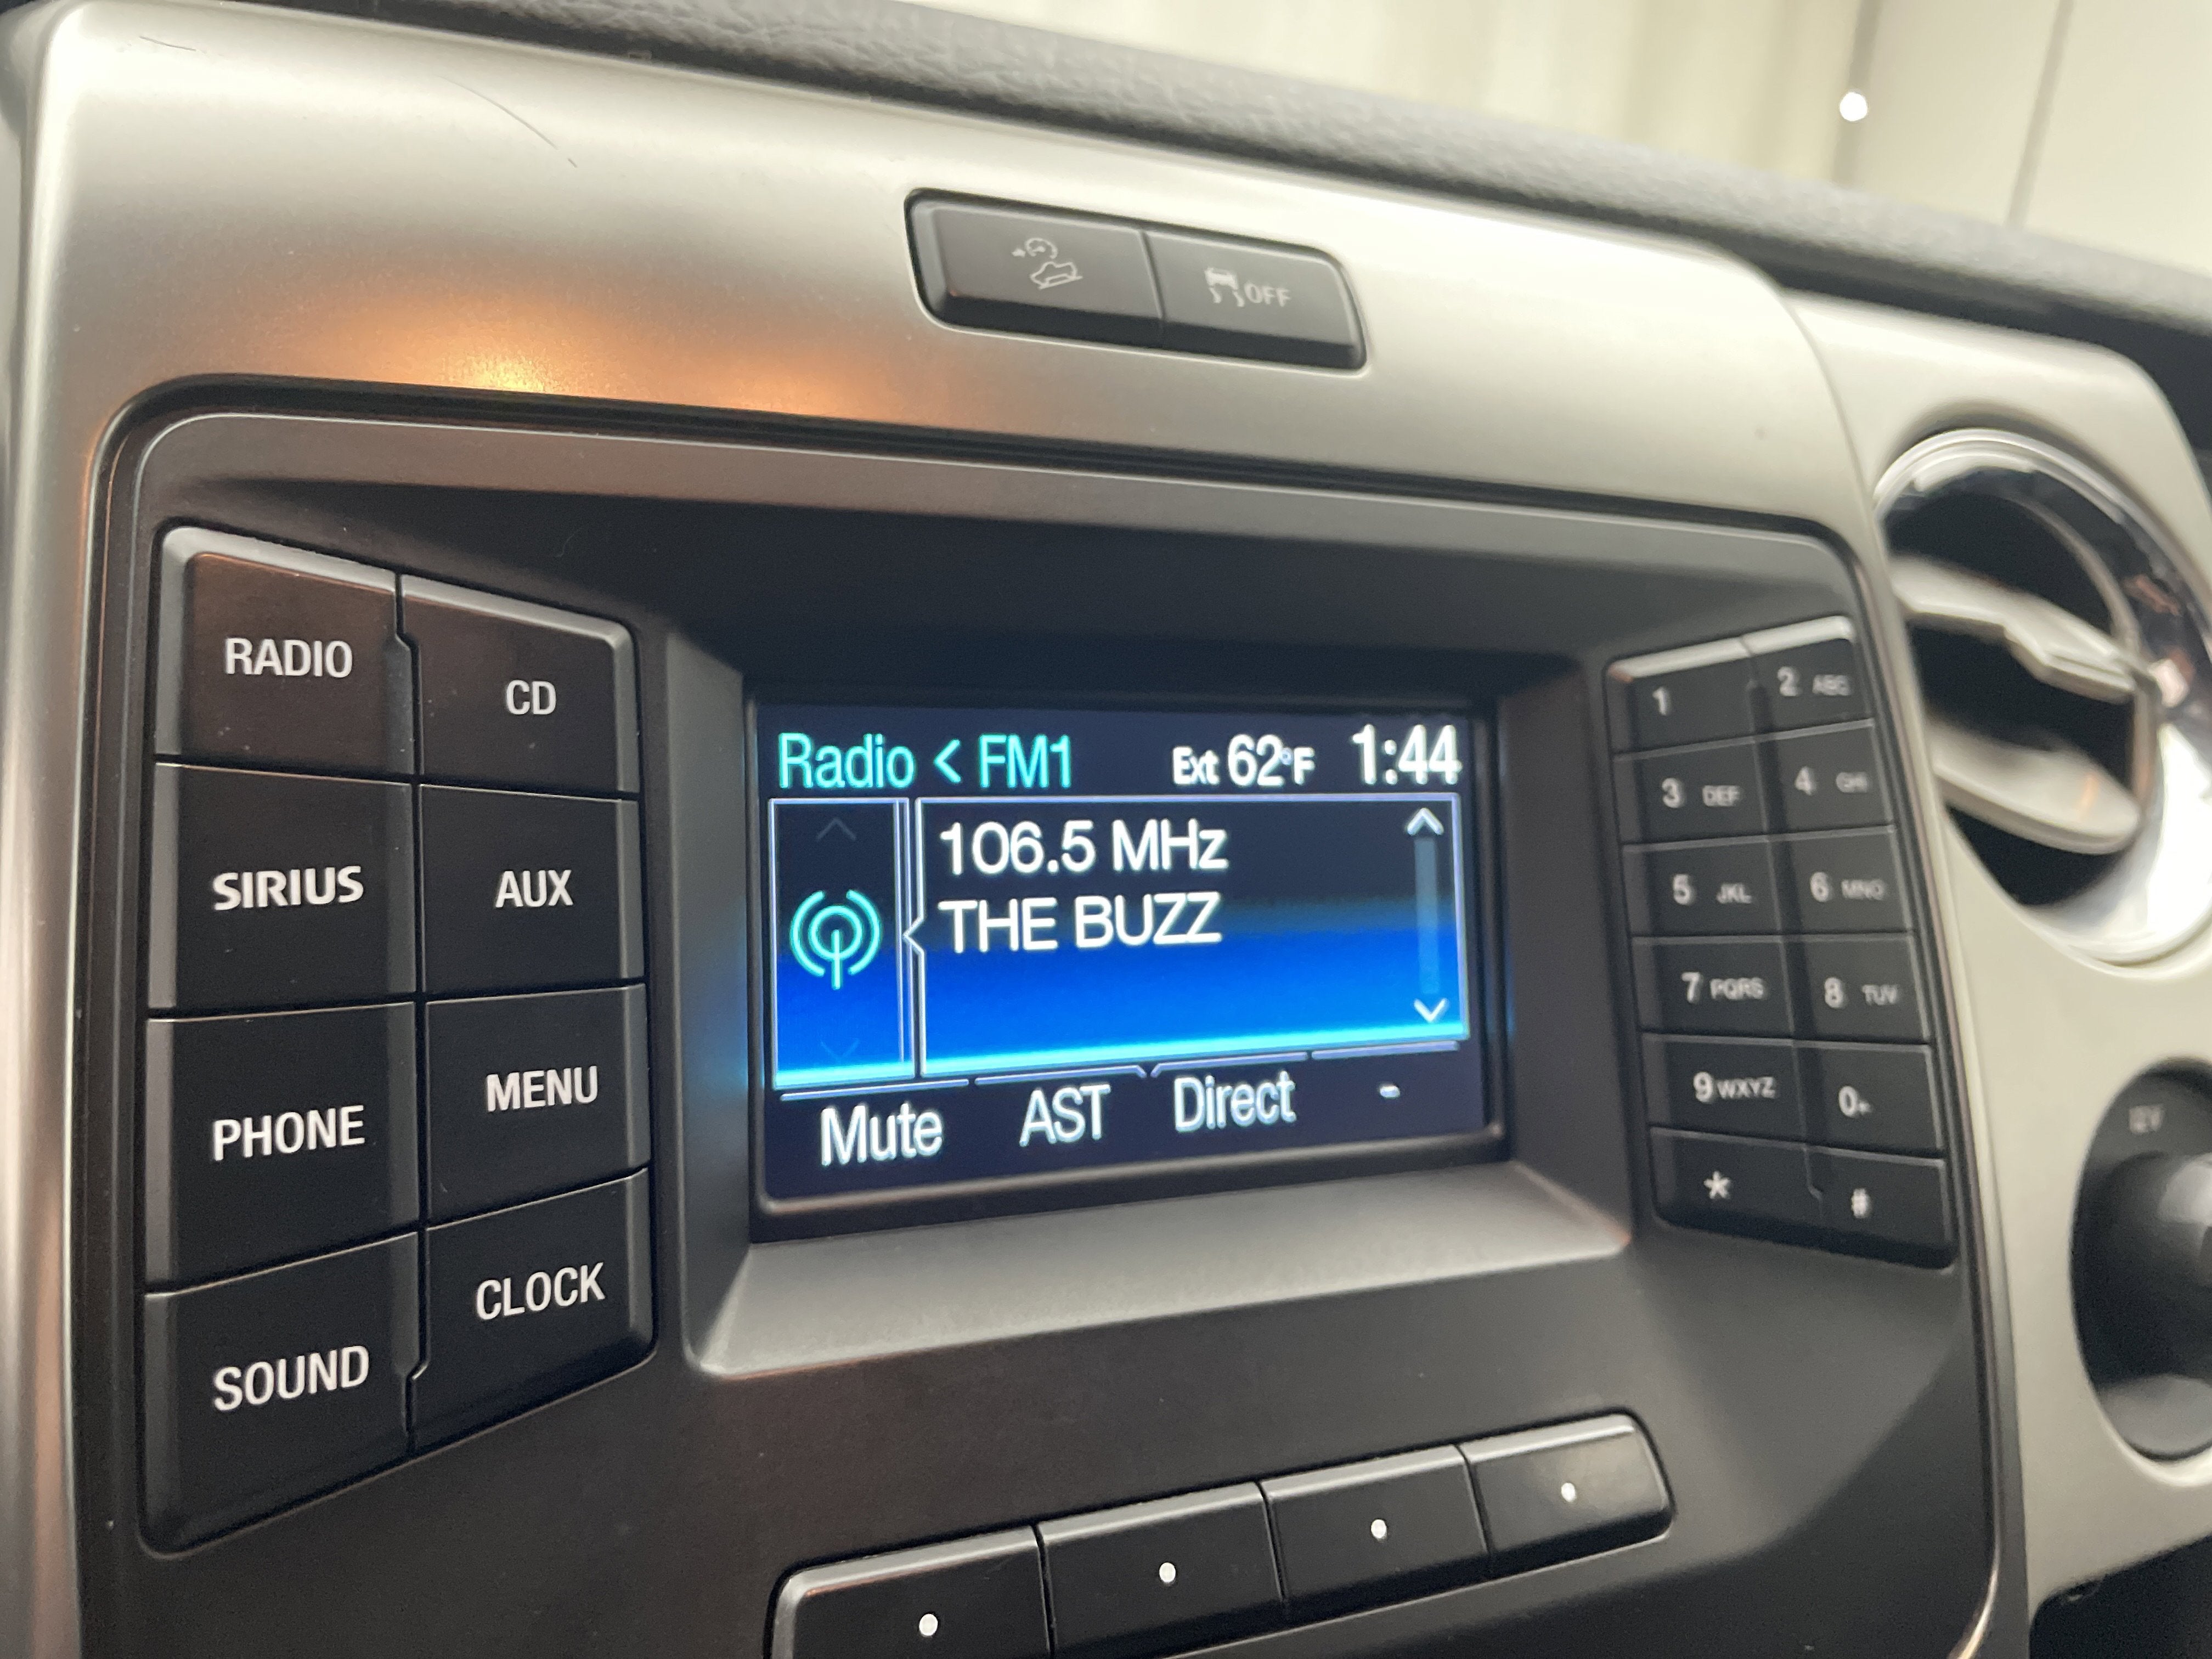 OFF
RADIO
CD
SIRIUS
AUX
PHONE
MENU
SOUND
CLOCK
Radio < FM1 Ext 62°F 1:44
106.5 MHz
THE BUZZ
Mute AST Direct -
1 2 ABC
3 DEF 4 GHI
5 JKL 6 MNO
7 PQRS 8 TUV
9 WXYZ 0+
* #
12V